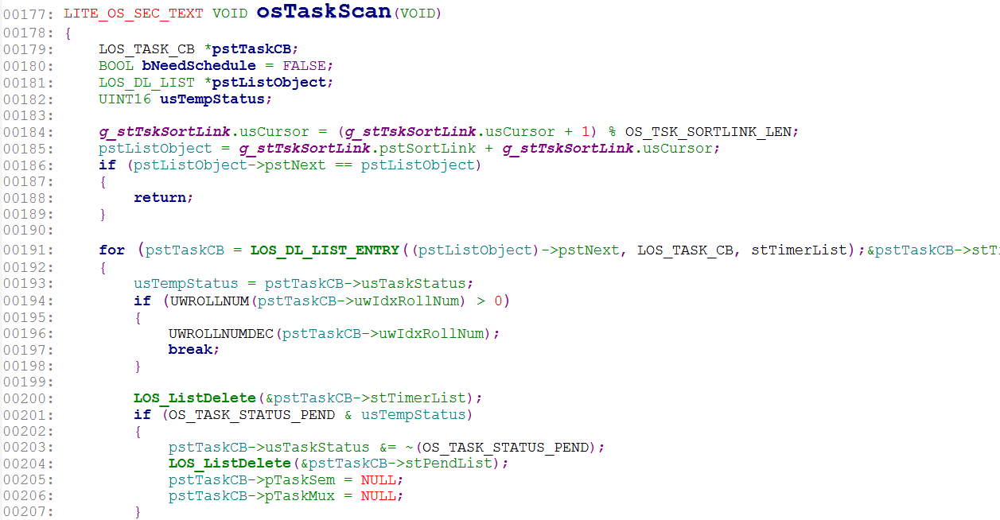 00177: LITE_OS_SEC_TEXT VOID osTaskScan(VOID)
00178: {
00179:     LOS_TASK_CB *pstTaskCB;
00180:     BOOL bNeedSchedule = FALSE;
00181:     LOS_DL_LIST *pstListObject;
00182:     UINT16 usTempStatus;
00183:
00184:     g_stTskSortLink.usCursor = (g_stTskSortLink.usCursor + 1) % OS_TSK_SORTLINK_LEN;
00185:     pstListObject = g_stTskSortLink.pstSortLink + g_stTskSortLink.usCursor;
00186:     if (pstListObject->pstNext == pstListObject)
00187:     {
00188:         return;
00189:     }
00190:
00191:     for (pstTaskCB = LOS_DL_LIST_ENTRY((pstListObject)->pstNext, LOS_TASK_CB, stTimerList);&pstTaskCB->stT
00192:     {
00193:         usTempStatus = pstTaskCB->usTaskStatus;
00194:         if (UWROLLNUM(pstTaskCB->uwIdxRollNum) > 0)
00195:         {
00196:             UWROLLNUMDEC(pstTaskCB->uwIdxRollNum);
00197:             break;
00198:         }
00199:
00200:         LOS_ListDelete(&pstTaskCB->stTimerList);
00201:         if (OS_TASK_STATUS_PEND & usTempStatus)
00202:         {
00203:             pstTaskCB->usTaskStatus &= ~(OS_TASK_STATUS_PEND);
00204:             LOS_ListDelete(&pstTaskCB->stPendList);
00205:             pstTaskCB->pTaskSem = NULL;
00206:             pstTaskCB->pTaskMux = NULL;
00207:         }